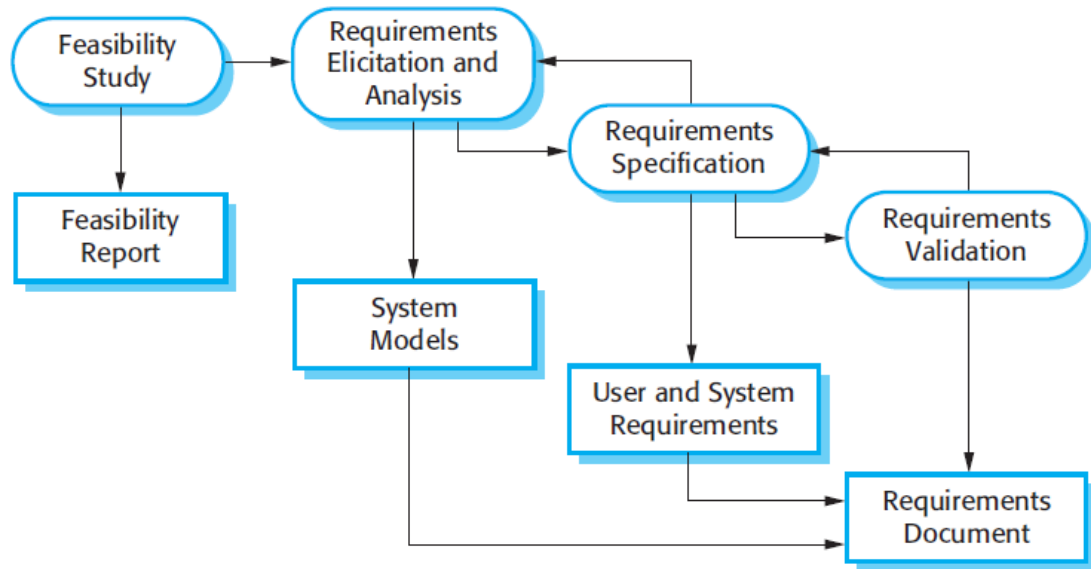 Feasibility
Study
Requirements
Elicitation and
Analysis
Requirements
Specification
Feasibility
Report
Requirements
Validation
System
Models
User and System
Requirements
Requirements
Document